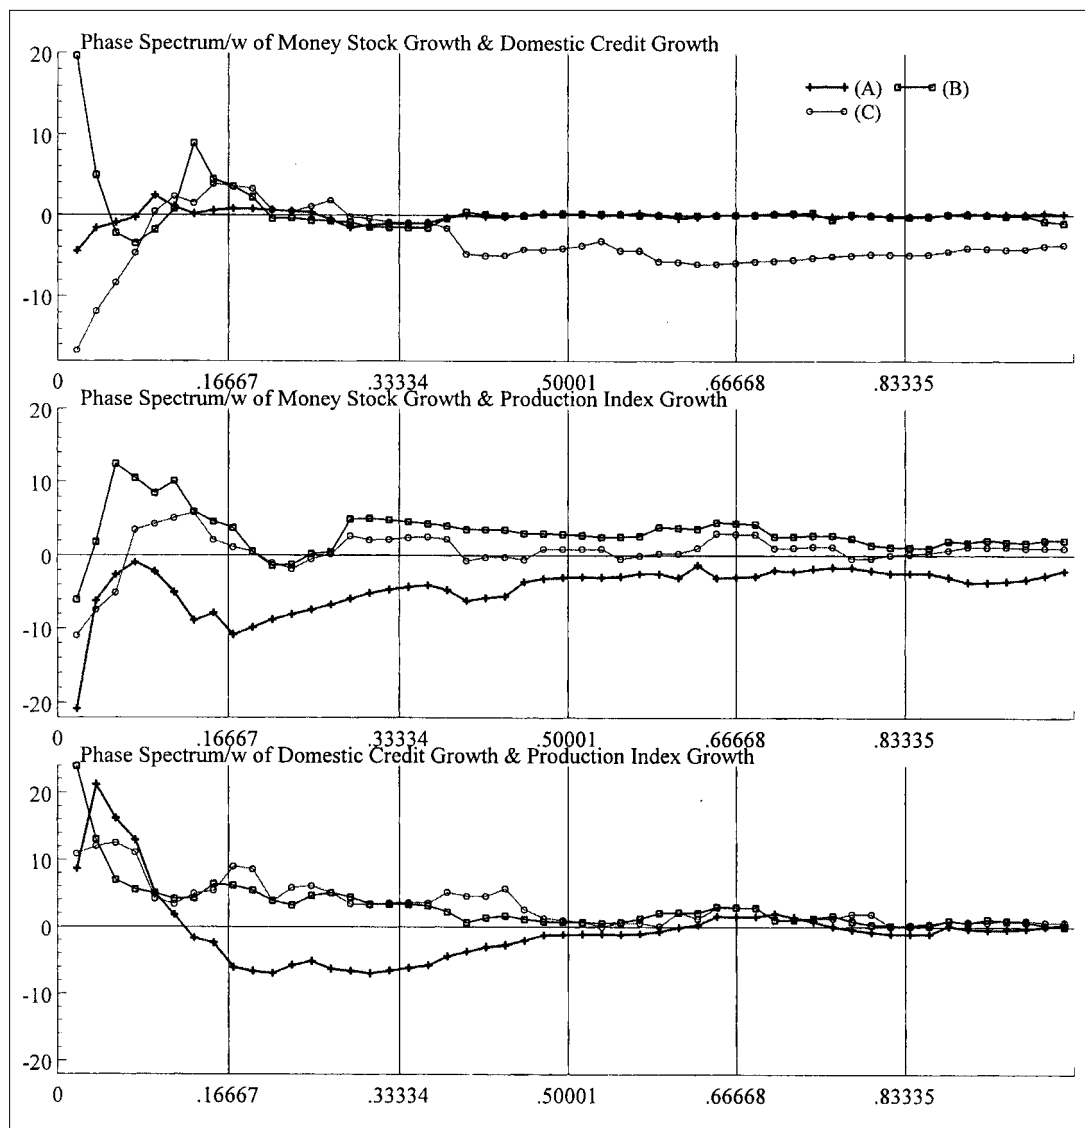 Phase Spectrum/w of Money Stock Growth & Domestic Credit Growth
20
10
0
-10
(A) (B)
(C)
0 .16667 .33334 .50001 .66668 .83335
Phase Spectrum/w of Money Stock Growth & Production Index Growth
20
10
0
-10
-20
0 .16667 .33334 .50001 .66668 .83335
Phase Spectrum/w of Domestic Credit Growth & Production Index Growth
20
10
0
-10
-20
0 .16667 .33334 .50001 .66668 .83335